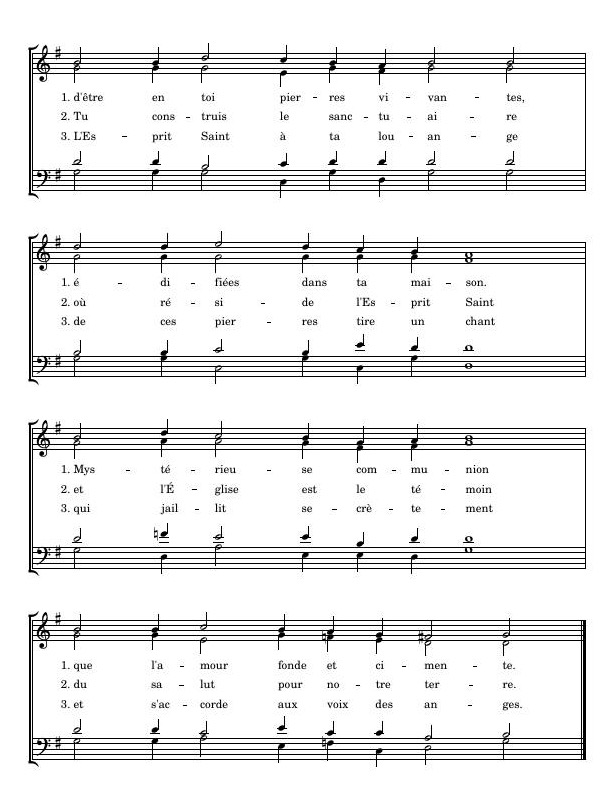 1. d'être en toi pier – res vi – van – tes,
2. Tu cons – truis le sanc – tu – ai – re
3. L'Es – prit Saint à ta lou – an – ge
1. é – di – fiées dans ta mai – son.
2. où ré – si – de l'Es – prit Saint
3. de ces pier – res tire un chant
1. Mys – té – rieu – se com – mu – nion
2. et l'É – glise est le té – moin
3. qui jail – lit se – crè – te – ment
1. que l'a – mour fonde et ci – men – te.
2. du sa – lut pour no – tre ter – re.
3. et s'ac – corde aux voix des an – ges.